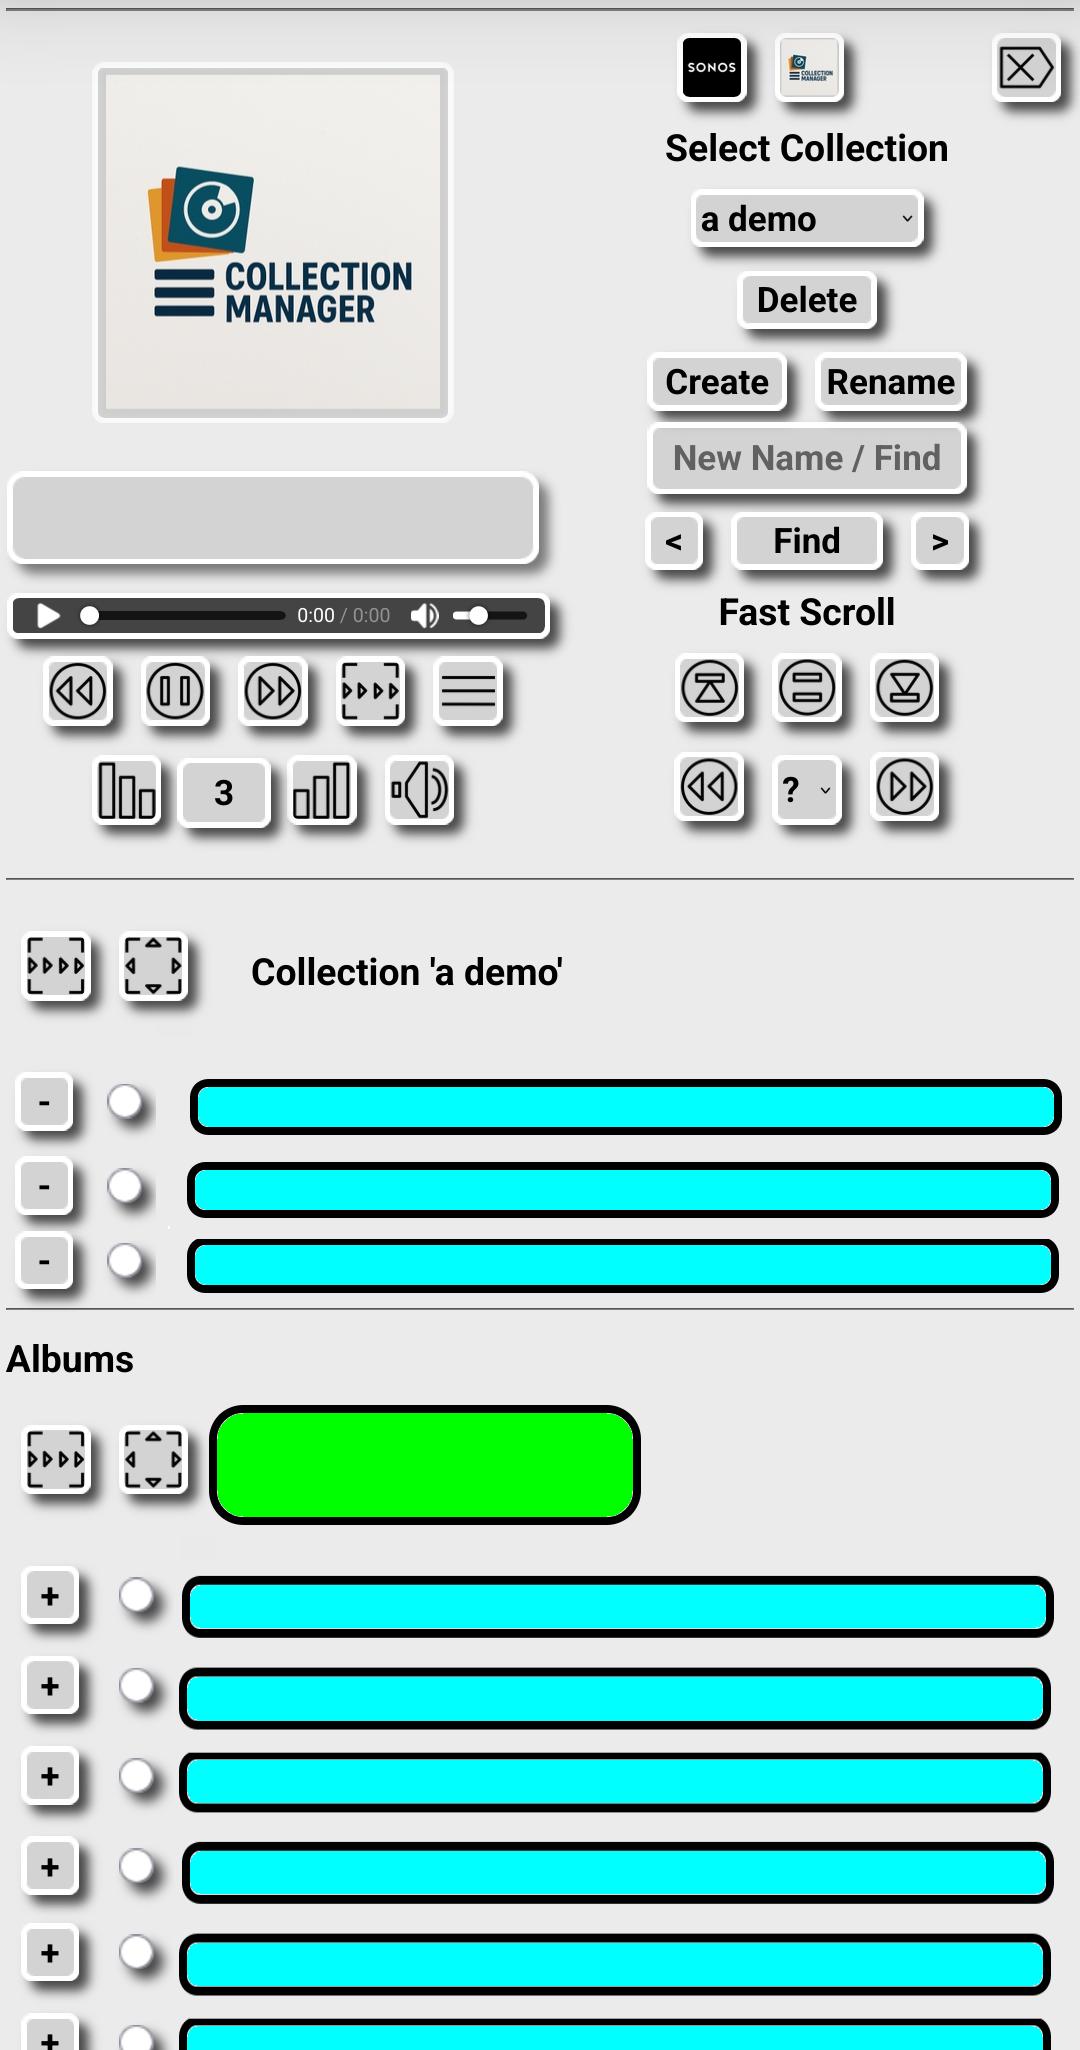 SONOS
COLLECTION
MANAGER
COLLECTION
MANAGER
Select Collection
a demo
Delete
Create
Rename
New Name / Find
<
Find
>
0:00 / 0:00
Fast Scroll
3
?
Collection 'a demo'
-
-
-
Albums
+
+
+
+
+
+